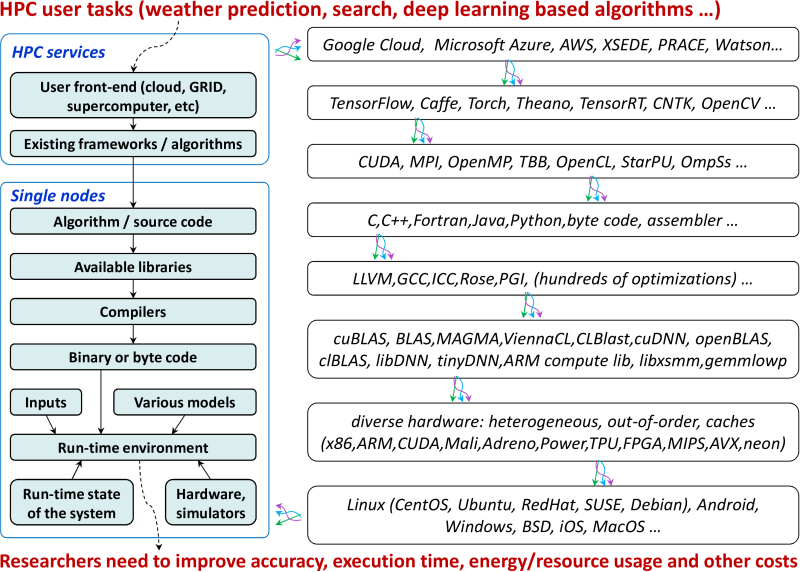 HPC user tasks (weather prediction, search, deep learning based algorithms ...)
HPC services
User front-end (cloud, GRID,
supercomputer, etc)
Existing frameworks / algorithms
Single nodes
Algorithm / source code
Available libraries
Compilers
Binary or byte code
Inputs
Various models
Run-time environment
Run-time state
of the system
Hardware,
simulators
Google Cloud, Microsoft Azure, AWS, XSEDE, PRACE, Watson...
TensorFlow, Caffe, Torch, Theano, TensorRT, CNTK, OpenCV ...
CUDA, MPI, OpenMP, TBB, OpenCL, StarPU, OmpSs ...
C,C++,Fortran,Java,Python,byte code, assembler ...
LLVM,GCC,ICC,Rose,PGI, (hundreds of optimizations) ...
cuBLAS, BLAS,MAGMA,ViennaCL,CLBlast,cuDNN, openBLAS,
clBLAS, libDNN, tinyDNN,ARM compute lib, libxsmm,gemmlowp
diverse hardware: heterogeneous, out-of-order, caches
(x86,ARM,CUDA,Mali,Adreno,Power,TPU,FPGA,MIPS,AVX,neon)
Linux (CentOS, Ubuntu, RedHat, SUSE, Debian), Android,
Windows, BSD, iOS, MacOS ...
Researchers need to improve accuracy, execution time, energy/resource usage and other costs